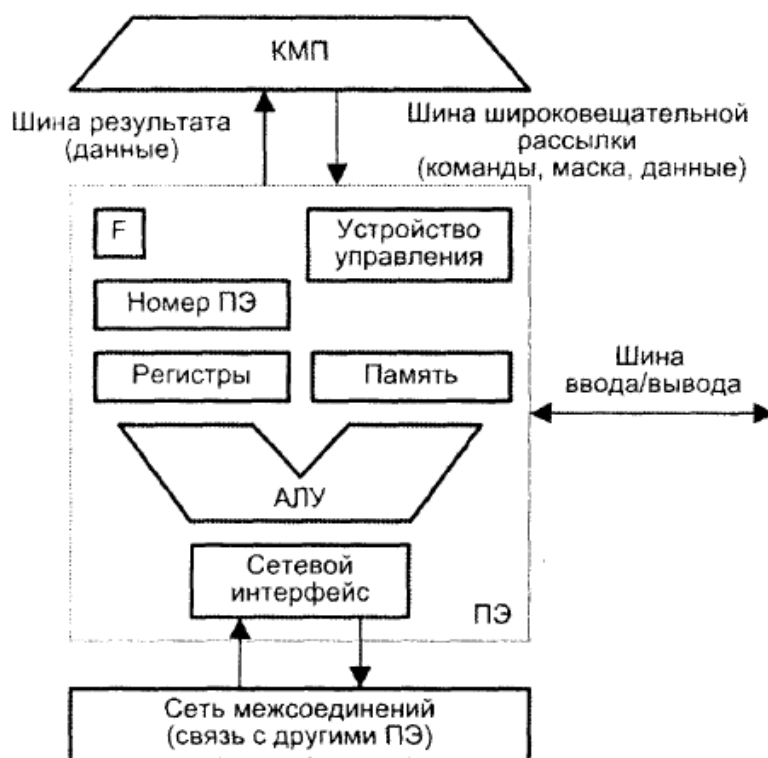 КМП
Шина результата
(данные)
Шина широковещательной
рассылки
(команды, маска, данные)
F
Устройство
управления
Номер ПЭ
Регистры
Память
Шина
ввода/вывода
АЛУ
Сетевой
интерфейс
ПЭ
Сеть межсоединений
(связь с другими ПЭ)